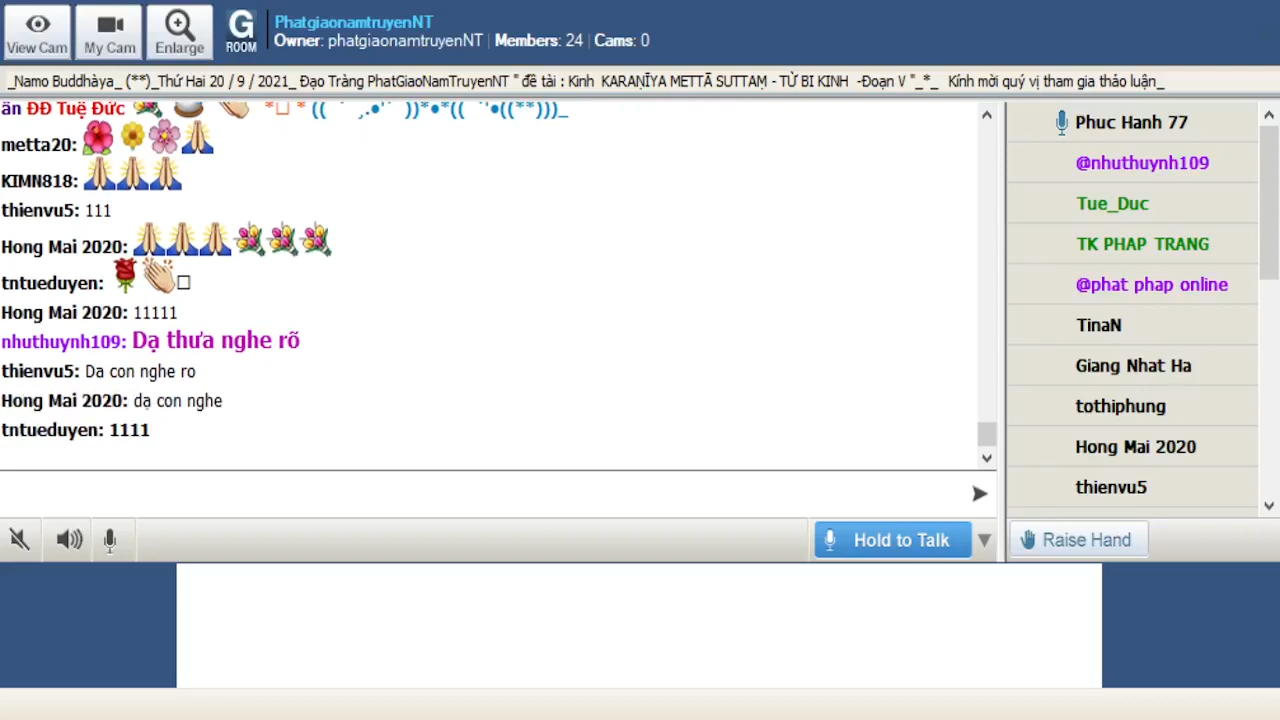 View Cam
My Cam
Enlarge
G
ROOM
PhatgiaonamtruyenNT
Owner: phatgiaonamtruyenNT | Members: 24 | Cams: 0
_Namo Buddhàya_ (**)_Thứ Hai 20 / 9 / 2021_ Đạo Tràng PhatGiaoNamTruyenNT " đề tài : Kinh KARAṆĪYA METTĀ SUTTAṂ - TỪ BI KINH -Đoạn V "_*_ Kính mời quý vị tham gia thảo luận_
ĐĐ Tuệ Đức
metta20:
KIMN818:
thienvu5: 111
Hong Mai 2020:
tntueduyen:
Hong Mai 2020: 11111
nhuthuynh109: Dạ thưa nghe rõ
thienvu5: Da con nghe ro
Hong Mai 2020: dạ con nghe
tntueduyen: 1111
Hold to Talk
Phuc Hanh 77
@nhuthuynh109
Tue_Duc
TK PHAP TRANG
@phat phap online
TinaN
Giang Nhat Ha
tothiphung
Hong Mai 2020
thienvu5
Raise Hand